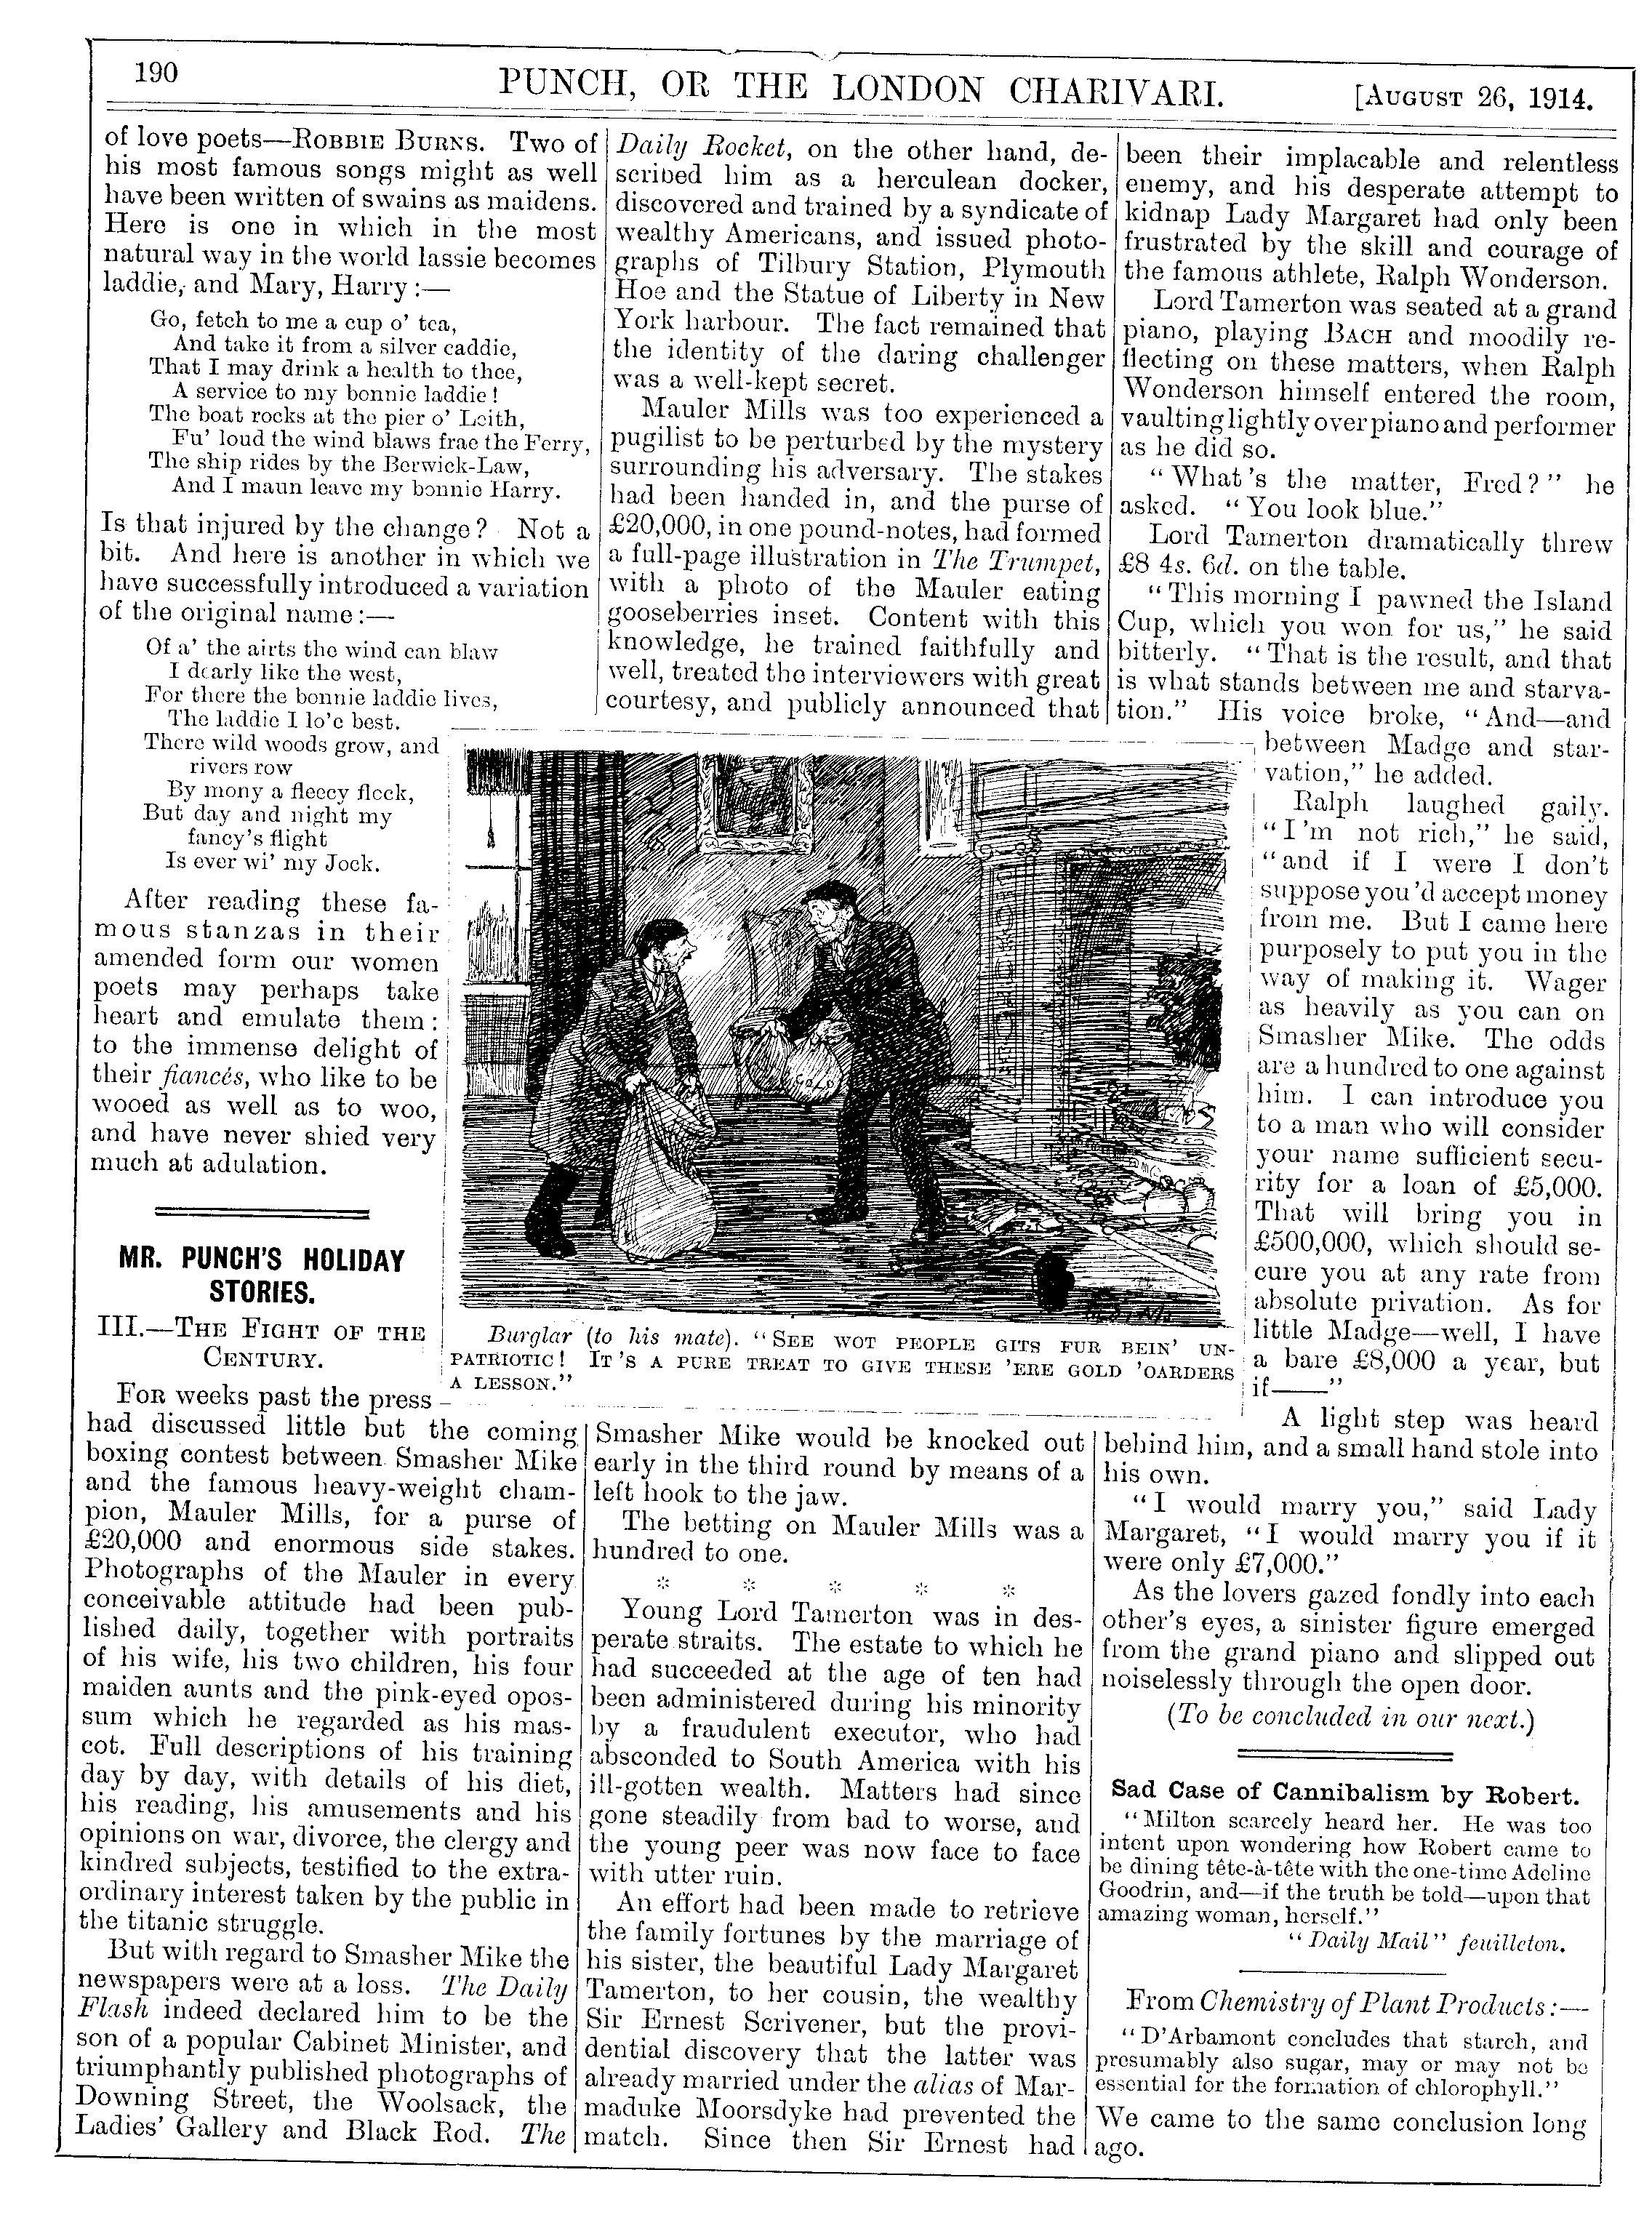 190
PUNCH, OR THE LONDON CHARIVARI.
[AUGUST 26, 1914.
of love poets—ROBBIE BURNS. Two of
his most famous songs might as well
have been written of swains as maidens.
Here is one in which in the most
natural way in the world lassie becomes
laddie, and Mary, Harry :—
Go, fetch to me a cup o' tea,
And take it from a silver caddie,
That I may drink a health to thee,
A service to my bonnie laddie !
The boat rocks at the pier o' Leith,
Fu' loud the wind blaws frae the Ferry,
The ship rides by the Berwick-Law,
And I maun leave my bonnie Harry.
Is that injured by the change? Not a
bit. And here is another in which we
have successfully introduced a variation
of the original name:—
Of a' the airts the wind can blaw
I dearly like the west,
For there the bonnie laddie lives,
The laddie I lo'e best.
There wild woods grow, and
rivers row
By mony a fleecy fleck,
But day and night my
fancy's flight
Is ever wi' my Jock.
After reading these fa-
mous stanzas in their
amended form our women
poets may perhaps take
heart and emulate them:
to the immense delight of
their fiancés, who like to be
wooed as well as to woo,
and have never shied very
much at adulation.
MR. PUNCH'S HOLIDAY
STORIES.
III.—THE FIGHT OF THE
CENTURY.
FOR weeks past the press
had discussed little but the coming
boxing contest between Smasher Mike
and the famous heavy-weight cham-
pion, Mauler Mills, for a purse of
£20,000 and enormous side stakes.
Photographs of the Mauler in every
conceivable attitude had been pub-
lished daily, together with portraits
of his wife, his two children, his four
maiden aunts and the pink-eyed opos-
sum which he regarded as his mas-
cot. Full descriptions of his training
day by day, with details of his diet,
his reading, his amusements and his
opinions on war, divorce, the clergy and
kindred subjects, testified to the extra-
ordinary interest taken by the public in
the titanic struggle.
But with regard to Smasher Mike the
newspapers were at a loss. The Daily
Flash indeed declared him to be the
son of a popular Cabinet Minister, and
triumphantly published photographs of
Downing Street, the Woolsack, the
Ladies' Gallery and Black Rod. The
Daily Rocket, on the other hand, de-
scribed him as a herculean docker,
discovered and trained by a syndicate of
wealthy Americans, and issued photo-
graphs of Tilbury Station, Plymouth
Hoe and the Statue of Liberty in New
York harbour. The fact remained that
the identity of the daring challenger
was a well-kept secret.
Mauler Mills was too experienced a
pugilist to be perturbed by the mystery
surrounding his adversary. The stakes
had been handed in, and the purse of
£20,000, in one pound-notes, had formed
a full-page illustration in The Trumpet,
with a photo of the Mauler eating
gooseberries inset. Content with this
knowledge, he trained faithfully and
well, treated the interviewers with great
courtesy, and publicly announced that
GOLD
Burglar (to his mate). "SEE WOT PEOPLE GITS FUR BEIN' UN-
PATRIOTIC! IT'S A PURE TREAT TO GIVE THESE 'ERE GOLD 'OARDERS
A LESSON."
Smasher Mike would be knocked out
early in the third round by means of a
left hook to the jaw.
The betting on Mauler Mills was a
hundred to one.
* * * * *
Young Lord Tamerton was in des-
perate straits. The estate to which he
had succeeded at the age of ten had
been administered during his minority
by a fraudulent executor, who had
absconded to South America with his
ill-gotten wealth. Matters had since
gone steadily from bad to worse, and
the young peer was now face to face
with utter ruin.
An effort had been made to retrieve
the family fortunes by the marriage of
his sister, the beautiful Lady Margaret
Tamerton, to her cousin, the wealthy
Sir Ernest Scrivener, but the provi-
dential discovery that the latter was
already married under the alias of Mar-
maduke Moorsdyke had prevented the
match. Since then Sir Ernest had
been their implacable and relentless
enemy, and his desperate attempt to
kidnap Lady Margaret had only been
frustrated by the skill and courage of
the famous athlete, Ralph Wonderson.
Lord Tamerton was seated at a grand
piano, playing BACH and moodily re-
flecting on these matters, when Ralph
Wonderson himself entered the room,
vaulting lightly over piano and performer
as he did so.
"What's the matter, Fred?" he
asked. "You look blue."
Lord Tamerton dramatically threw
£8 4s. 6d. on the table.
"This morning I pawned the Island
Cup, which you won for us," he said
bitterly. "That is the result, and that
is what stands between me and starva-
tion." His voice broke, "And—and
between Madge and star-
vation," he added.
Ralph laughed gaily.
"I'm not rich," he said,
"and if I were I don't
suppose you'd accept money
from me. But I came here
purposely to put you in the
way of making it. Wager
as heavily as you can on
Smasher Mike. The odds
are a hundred to one against
him. I can introduce you
to a man who will consider
your name sufficient secu-
rity for a loan of £5,000.
That will bring you in
£500,000, which should se-
cure you at any rate from
absolute privation. As for
little Madge—well, I have
a bare £8,000 a year, but
if——"
A light step was heard
behind him, and a small hand stole into
his own.
"I would marry you," said Lady
Margaret, "I would marry you if it
were only £7,000."
As the lovers gazed fondly into each
other's eyes, a sinister figure emerged
from the grand piano and slipped out
noiselessly through the open door.
(To be concluded in our next.)
Sad Case of Cannibalism by Robert.
"Milton scarcely heard her. He was too
intent upon wondering how Robert came to
be dining tête-à-tête with the one-time Adeline
Goodrin, and—if the truth be told—upon that
amazing woman, herself."
"Daily Mail" feuilleton.
From Chemistry of Plant Products:—
"D'Arbamont concludes that starch, and
presumably also sugar, may or may not be
essential for the formation of chlorophyll."
We came to the same conclusion long
ago.